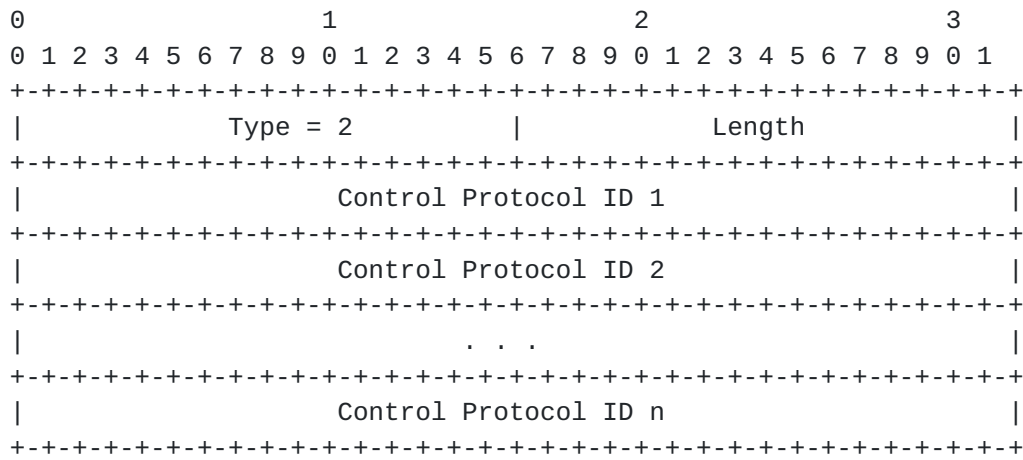 0                   1                   2                   3
0 1 2 3 4 5 6 7 8 9 0 1 2 3 4 5 6 7 8 9 0 1 2 3 4 5 6 7 8 9 0 1
+-+-+-+-+-+-+-+-+-+-+-+-+-+-+-+-+-+-+-+-+-+-+-+-+-+-+-+-+-+-+-+-+
|             Type = 2          |            Length             |
+-+-+-+-+-+-+-+-+-+-+-+-+-+-+-+-+-+-+-+-+-+-+-+-+-+-+-+-+-+-+-+-+
|                    Control Protocol ID 1                      |
+-+-+-+-+-+-+-+-+-+-+-+-+-+-+-+-+-+-+-+-+-+-+-+-+-+-+-+-+-+-+-+-+
|                    Control Protocol ID 2                      |
+-+-+-+-+-+-+-+-+-+-+-+-+-+-+-+-+-+-+-+-+-+-+-+-+-+-+-+-+-+-+-+-+
|                            . . .                              |
+-+-+-+-+-+-+-+-+-+-+-+-+-+-+-+-+-+-+-+-+-+-+-+-+-+-+-+-+-+-+-+-+
|                    Control Protocol ID n                      |
+-+-+-+-+-+-+-+-+-+-+-+-+-+-+-+-+-+-+-+-+-+-+-+-+-+-+-+-+-+-+-+-+